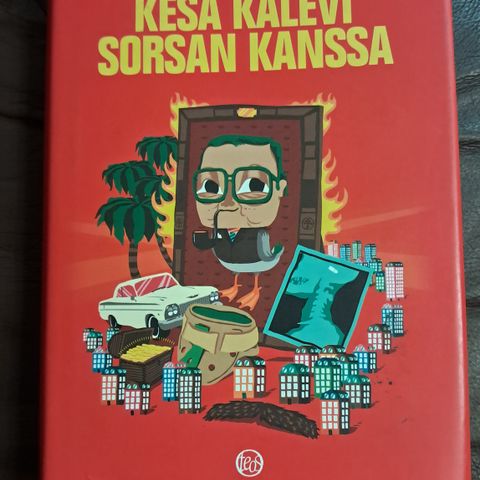 KESÄ KALEVI
SORSAN KANSSA
teos